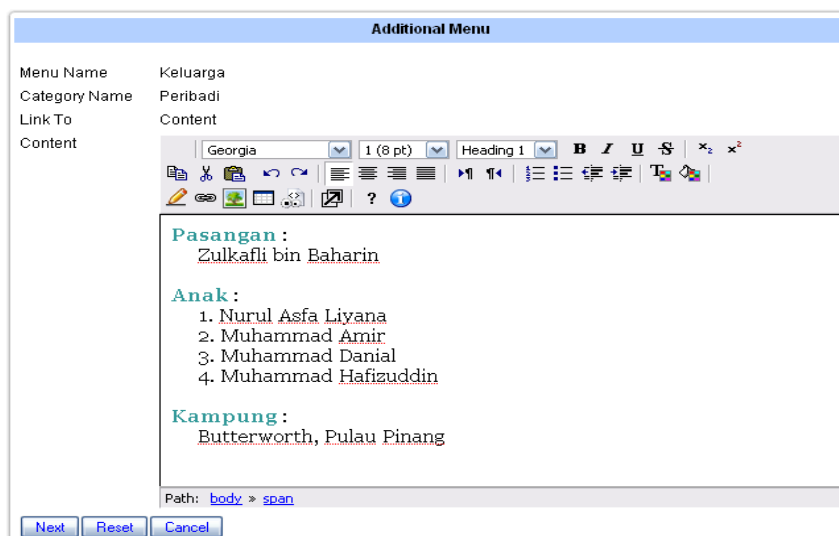 Additional Menu
Menu Name Keluarga
Category Name Peribadi
Link To Content
Content
Georgia 1 (8 pt) Heading 1 B I U S x₂ x²
?
Pasangan :
Zulkafli bin Baharin
Anak :
1. Nurul Asfa Liyana
2. Muhammad Amir
3. Muhammad Danial
4. Muhammad Hafizuddin
Kampung :
Butterworth, Pulau Pinang
Path: body » span
Next Reset Cancel